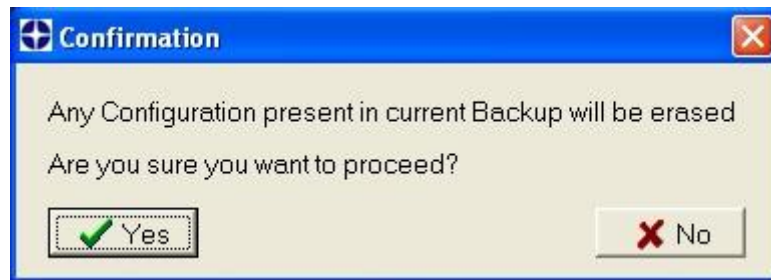 Confirmation
Any Configuration present in current Backup will be erased
Are you sure you want to proceed?
Yes
No